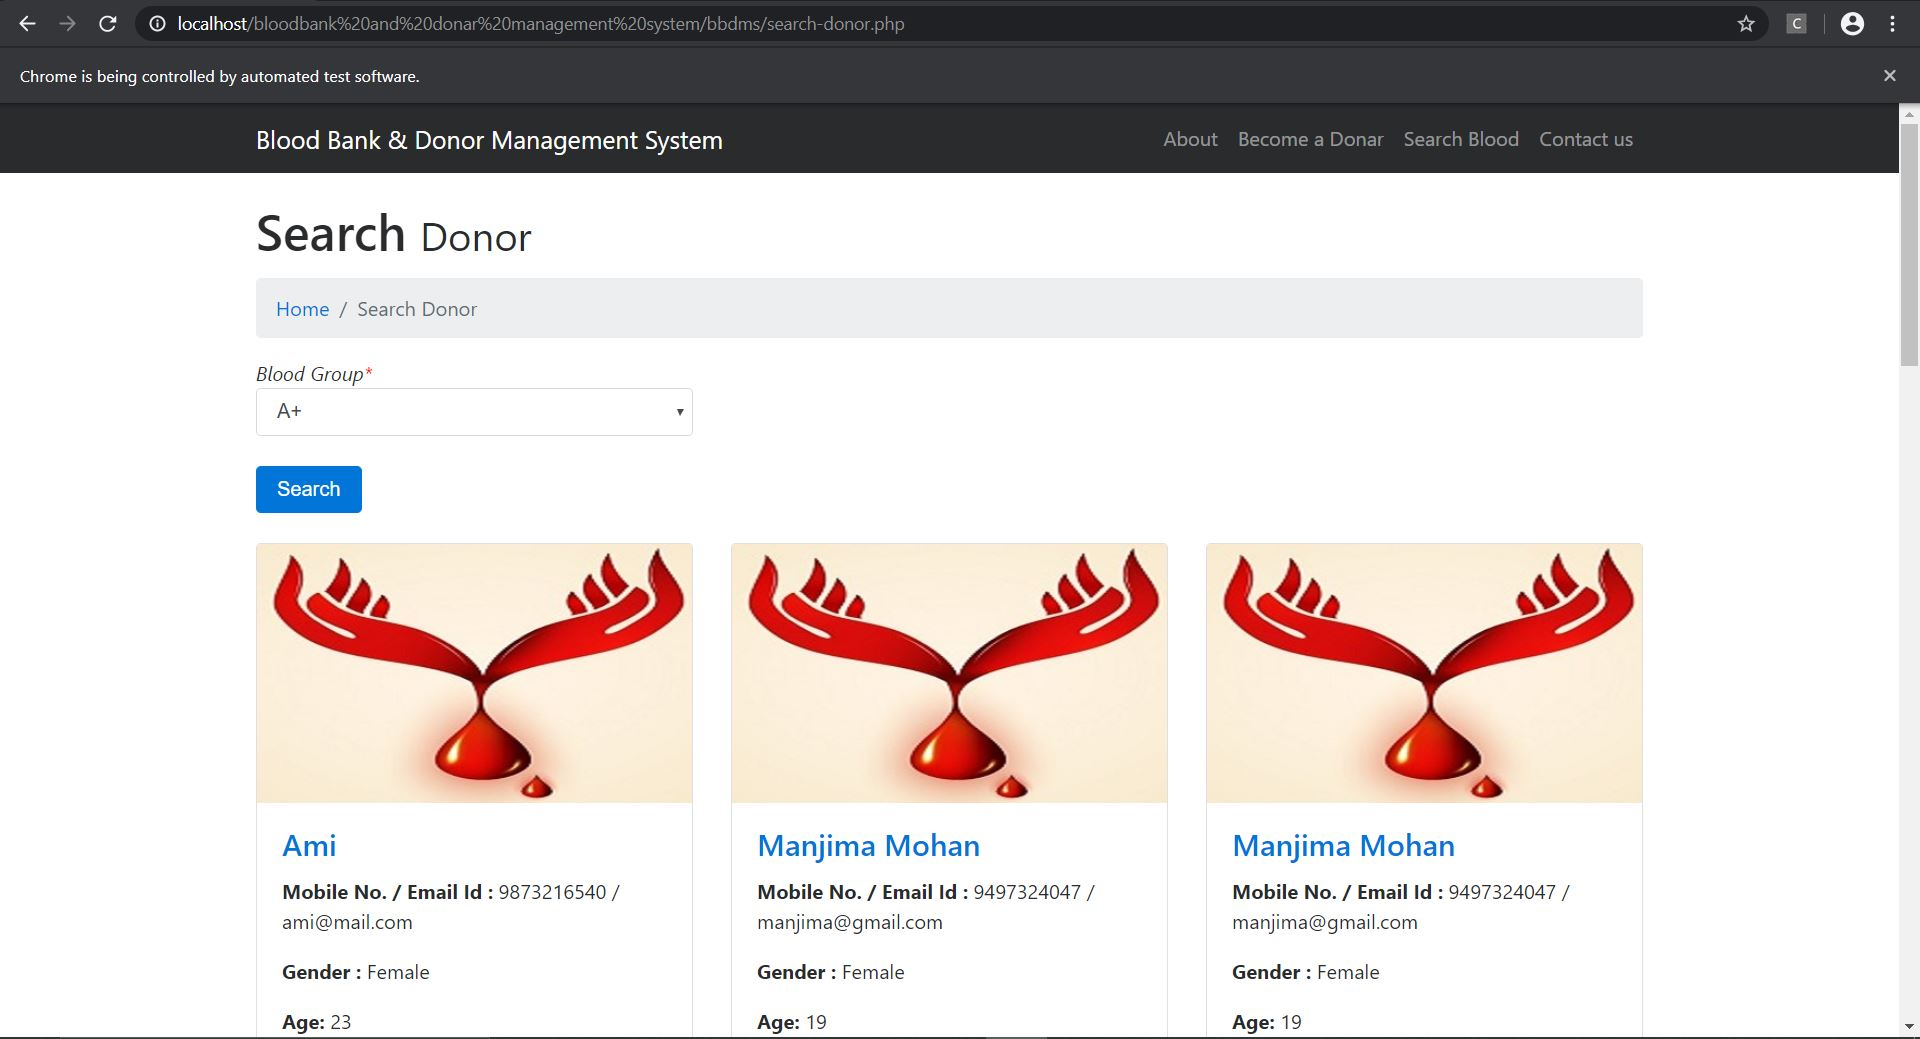 localhost/bloodbank%20and%20donar%20management%20system/bbdms/search-donor.php
C
Chrome is being controlled by automated test software.
Blood Bank & Donor Management System About Become a Donar Search Blood Contact us
Search Donor
Home / Search Donor
Blood Group*
A+
Search
Ami
Mobile No. / Email Id : 9873216540 /
ami@mail.com
Gender : Female
Age: 23
Manjima Mohan
Mobile No. / Email Id : 9497324047 /
manjima@gmail.com
Gender : Female
Age: 19
Manjima Mohan
Mobile No. / Email Id : 9497324047 /
manjima@gmail.com
Gender : Female
Age: 19